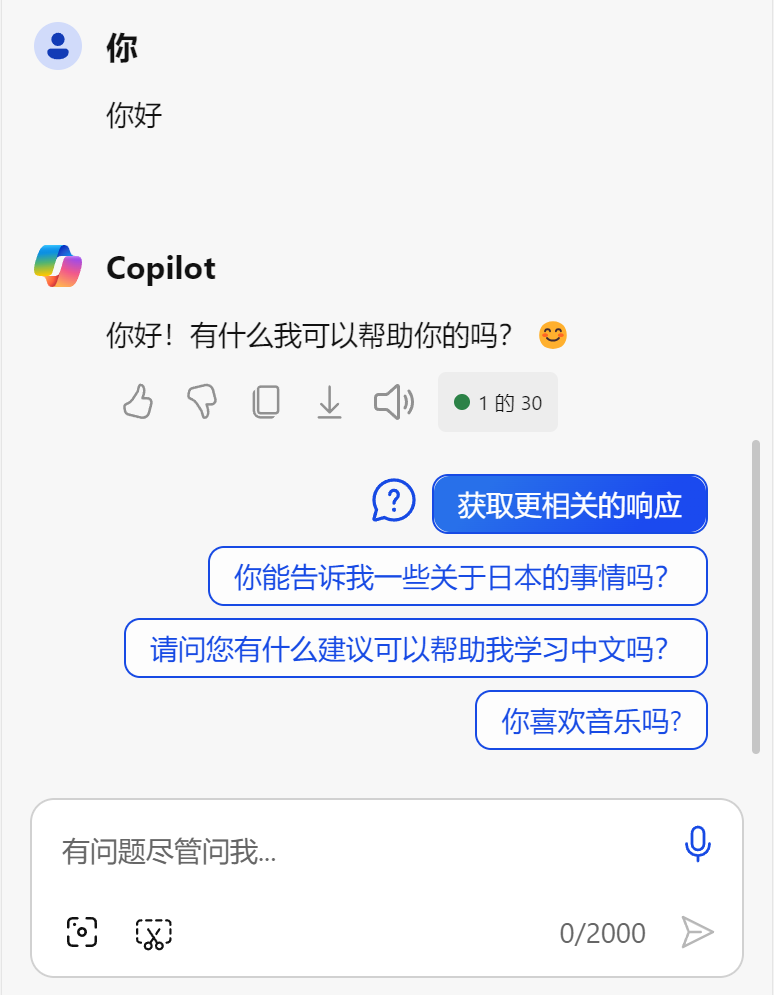 你
你好
Copilot
你好！有什么我可以帮助你的吗？ 😊
1 的 30
获取更相关的响应
你能告诉我一些关于日本的事情吗？
请问您有什么建议可以帮助我学习中文吗？
你喜欢音乐吗?
有问题尽管问我...
0/2000